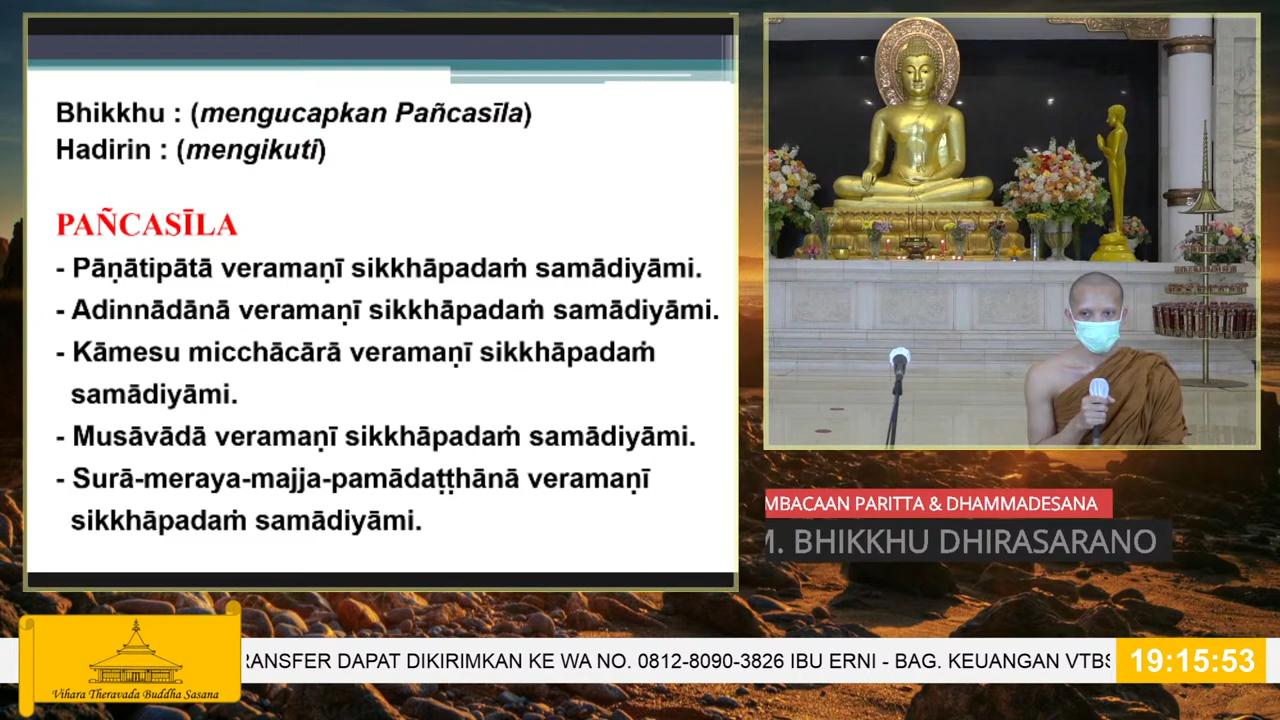 Bhikkhu : (mengucapkan Pañcasīla)
Hadirin : (mengikuti)
PAÑCASĪLA
- Pāṇātipātā veramaṇī sikkhāpadaṁ samādiyāmi.
- Adinnādānā veramaṇī sikkhāpadaṁ samādiyāmi.
- Kāmesu micchācārā veramaṇī sikkhāpadaṁ
samādiyāmi.
- Musāvādā veramaṇī sikkhāpadaṁ samādiyāmi.
- Surā-meraya-majja-pamādaṭṭhānā veramaṇī
sikkhāpadaṁ samādiyāmi.
MBACAAN PARITTA & DHAMMADESANA
M. BHIKKHU DHIRASARANO
Vihara Theravada Buddha Sasana
RANSFER DAPAT DIKIRIMKAN KE WA NO. 0812-8090-3826 IBU ERNI - BAG. KEUANGAN VTBS
19:15:53